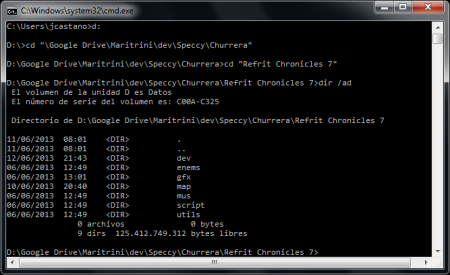 C:\Windows\system32\cmd.exe
C:\Users\jcastano>d:
D:\>cd "\Google Drive\Maritrini\dev\Speccy\Churrera"
D:\Google Drive\Maritrini\dev\Speccy\Churrera>cd "Refrit Chronicles 7"
D:\Google Drive\Maritrini\dev\Speccy\Churrera\Refrit Chronicles 7>dir /ad
El volumen de la unidad D es Datos
El número de serie del volumen es: C00A-C325
Directorio de D:\Google Drive\Maritrini\dev\Speccy\Churrera\Refrit Chronicles 7
11/06/2013 08:01 <DIR> .
11/06/2013 08:01 <DIR> ..
12/06/2013 21:43 <DIR> dev
06/06/2013 12:49 <DIR> enems
06/06/2013 13:01 <DIR> gfx
10/06/2013 20:40 <DIR> map
06/06/2013 12:49 <DIR> mus
06/06/2013 12:49 <DIR> script
06/06/2013 12:49 <DIR> utils
0 archivos 0 bytes
9 dirs 125.412.749.312 bytes libres
D:\Google Drive\Maritrini\dev\Speccy\Churrera\Refrit Chronicles 7>